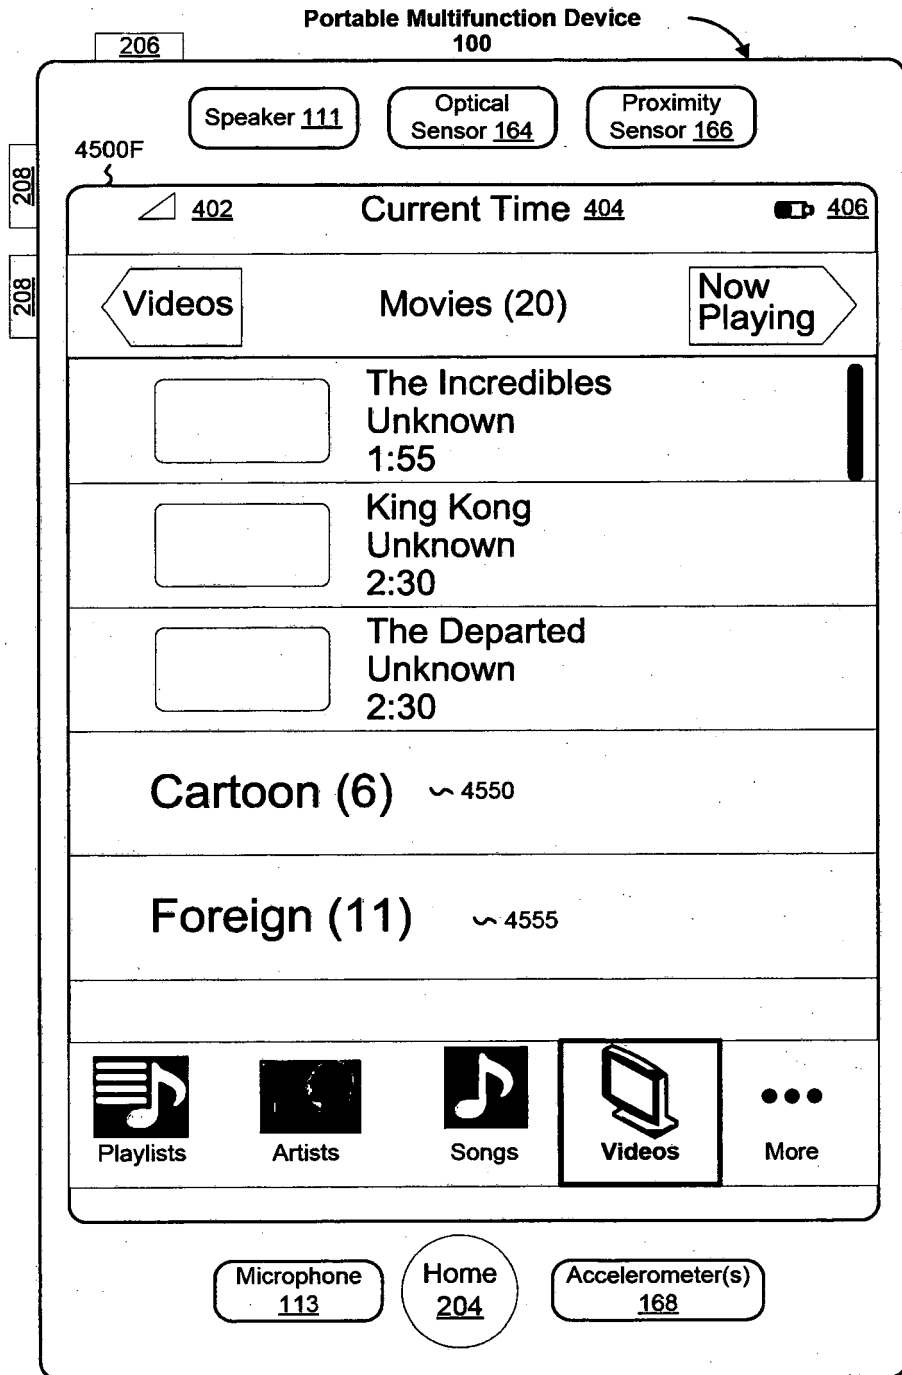 Portable Multifunction Device
100
206
Speaker 111
Optical
Sensor 164
Proximity
Sensor 166
4500F
208
208
402
Current Time 404
406
Videos
Movies (20)
Now
Playing
The Incredibles
Unknown
1:55
King Kong
Unknown
2:30
The Departed
Unknown
2:30
Cartoon (6)
4550
Foreign (11)
4555
Playlists
Artists
Songs
Videos
More
Microphone
113
Home
204
Accelerometer(s)
168